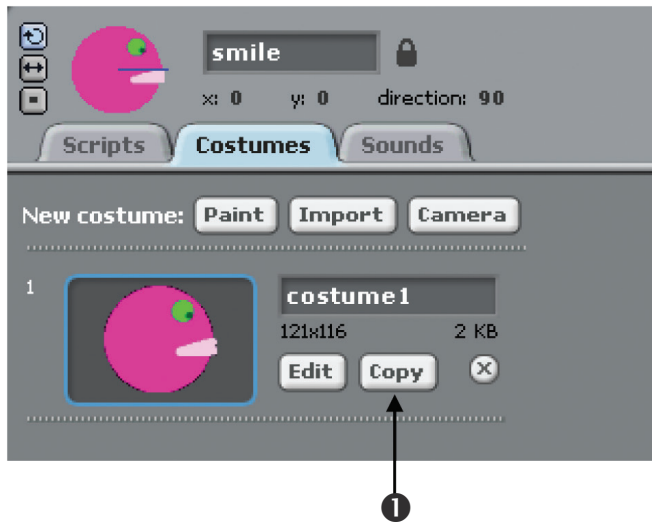 smile
x: 0 y: 0 direction: 90
Scripts Costumes Sounds
New costume: Paint Import Camera
1 costume1
121x116 2 KB
Edit Copy X
1